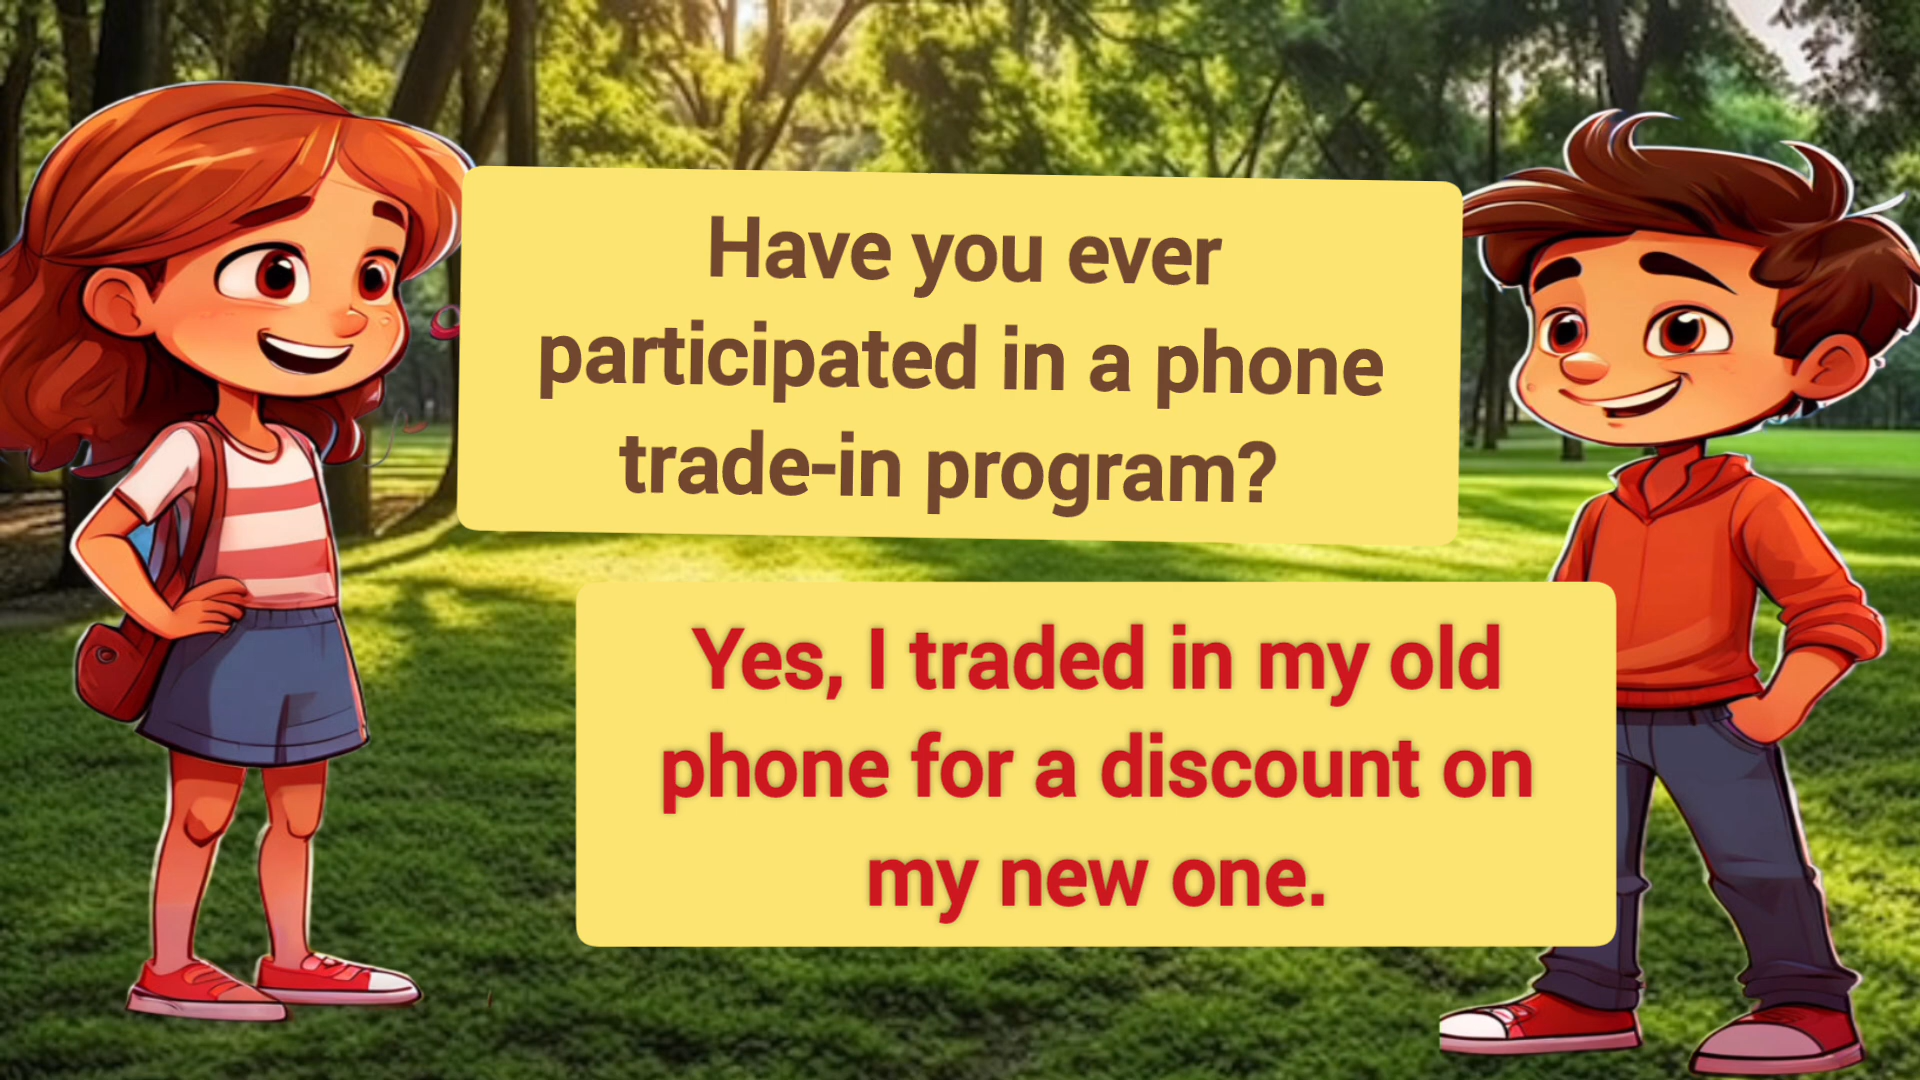 Have you ever
participated in a phone
trade-in program?
Yes, I traded in my old
phone for a discount on
my new one.